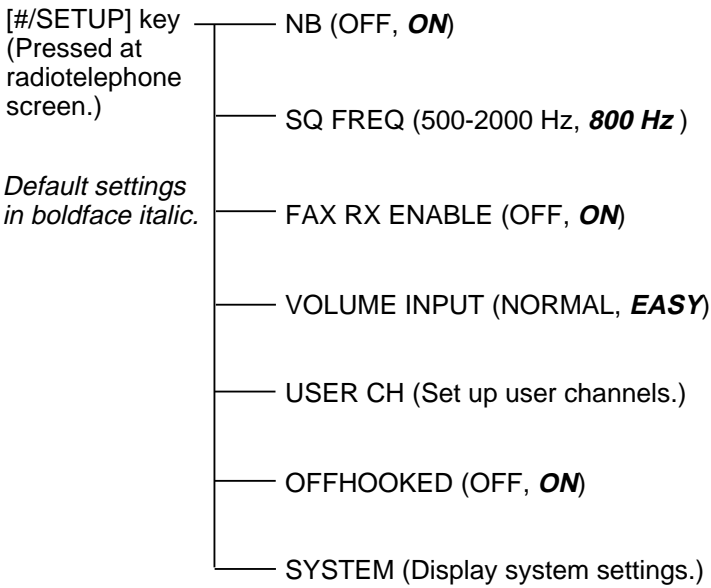 [#/SETUP] key
(Pressed at
radiotelephone
screen.)
Default settings
in boldface italic.
NB (OFF, ON)
SQ FREQ (500-2000 Hz, 800 Hz )
FAX RX ENABLE (OFF, ON)
VOLUME INPUT (NORMAL, EASY)
USER CH (Set up user channels.)
OFFHOOKED (OFF, ON)
SYSTEM (Display system settings.)